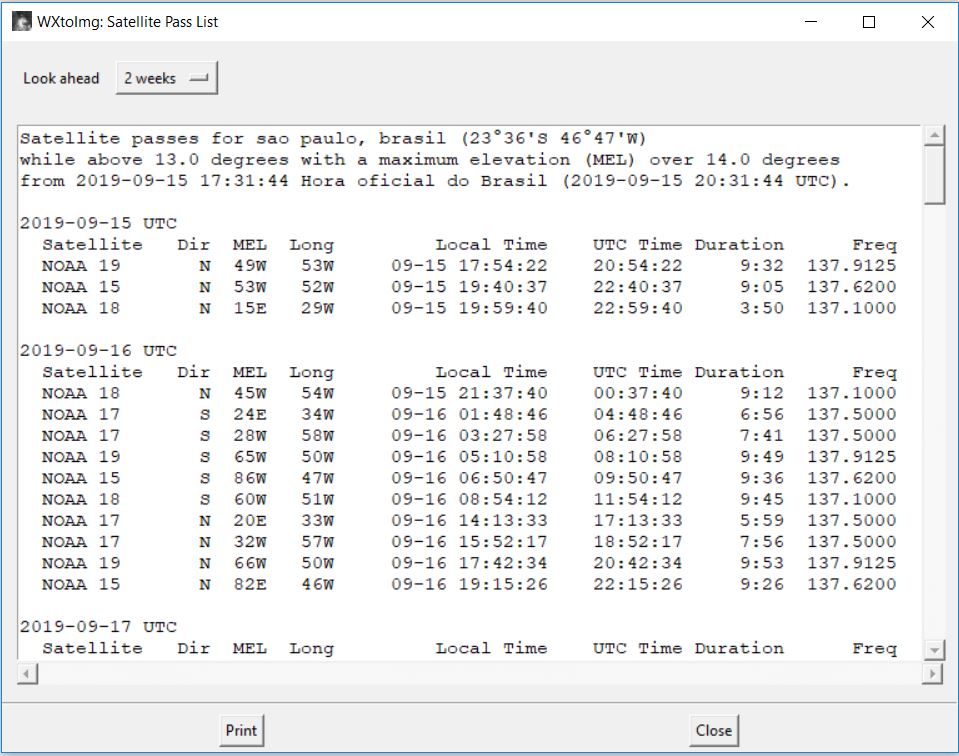 WXtoImg: Satellite Pass List
Look ahead 2 weeks
Satellite passes for sao paulo, brasil (23°36'S 46°47'W)
while above 13.0 degrees with a maximum elevation (MEL) over 14.0 degrees
from 2019-09-15 17:31:44 Hora oficial do Brasil (2019-09-15 20:31:44 UTC).
2019-09-15 UTC
Satellite Dir MEL Long Local Time UTC Time Duration Freq
NOAA 19 N 49W 53W 09-15 17:54:22 20:54:22 9:32 137.9125
NOAA 15 N 53W 52W 09-15 19:40:37 22:40:37 9:05 137.6200
NOAA 18 N 15E 29W 09-15 19:59:40 22:59:40 3:50 137.1000
2019-09-16 UTC
Satellite Dir MEL Long Local Time UTC Time Duration Freq
NOAA 18 N 45W 54W 09-15 21:37:40 00:37:40 9:12 137.1000
NOAA 17 S 24E 34W 09-16 01:48:46 04:48:46 6:56 137.5000
NOAA 17 S 28W 58W 09-16 03:27:58 06:27:58 7:41 137.5000
NOAA 19 S 65W 50W 09-16 05:10:58 08:10:58 9:49 137.9125
NOAA 15 S 86W 47W 09-16 06:50:47 09:50:47 9:36 137.6200
NOAA 18 S 60W 51W 09-16 08:54:12 11:54:12 9:45 137.1000
NOAA 17 N 20E 33W 09-16 14:13:33 17:13:33 5:59 137.5000
NOAA 17 N 32W 57W 09-16 15:52:17 18:52:17 7:56 137.5000
NOAA 19 N 66W 50W 09-16 17:42:34 20:42:34 9:53 137.9125
NOAA 15 N 82E 46W 09-16 19:15:26 22:15:26 9:26 137.6200
2019-09-17 UTC
Satellite Dir MEL Long Local Time UTC Time Duration Freq
Print Close